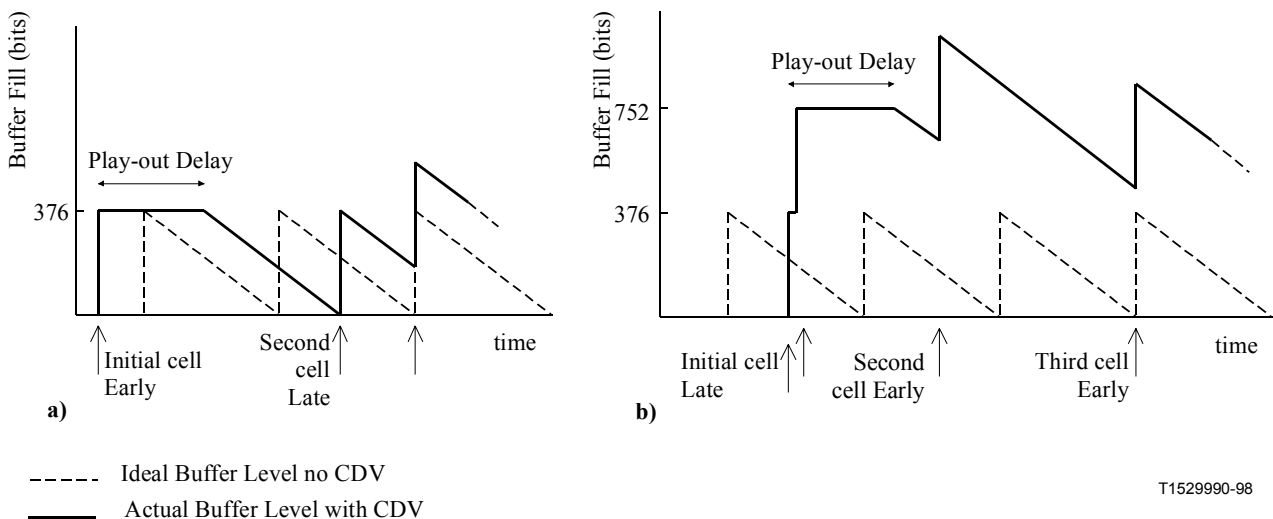 Buffer Fill (bits)
Play-out Delay
376
Initial cell
Early
Second
cell
Late
time
a)
Buffer Fill (bits)
Play-out Delay
752
376
Initial cell
Late
Second
cell Early
Third cell
Early
time
b)
Ideal Buffer Level no CDV
Actual Buffer Level with CDV
T1529990-98